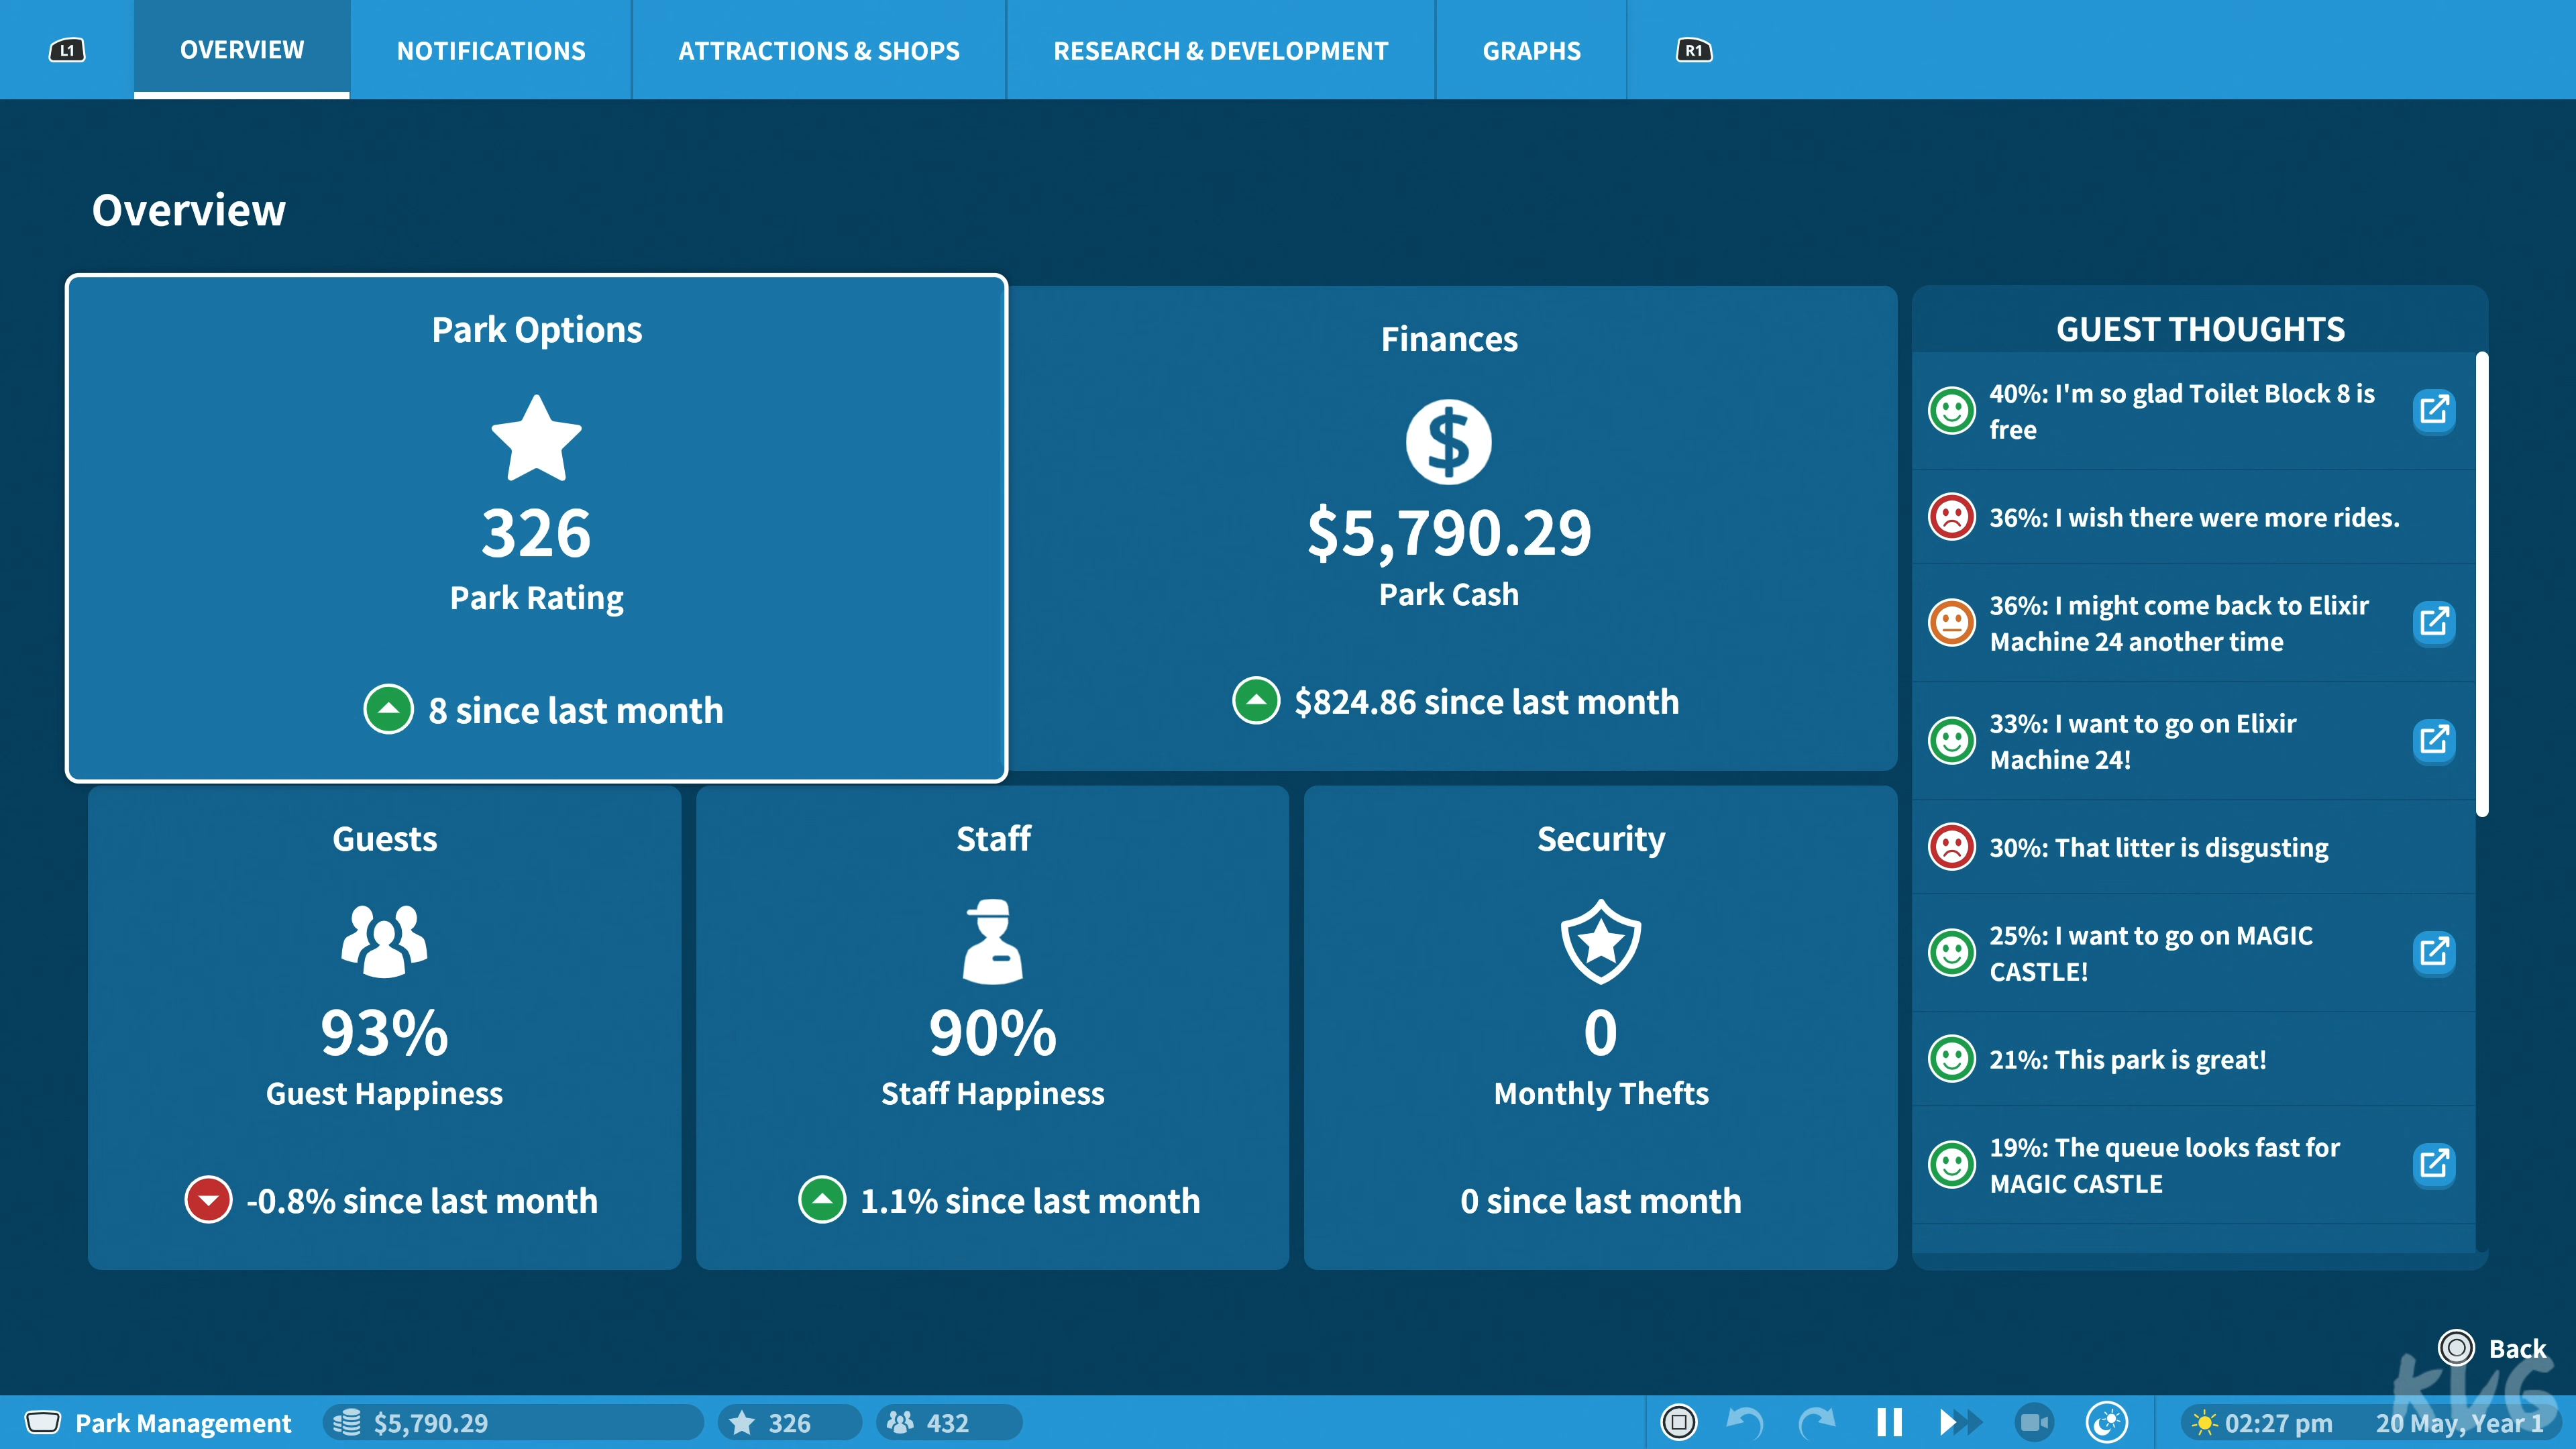 L1
OVERVIEW
NOTIFICATIONS
ATTRACTIONS & SHOPS
RESEARCH & DEVELOPMENT
GRAPHS
R1
Overview
Park Options
326
Park Rating
8 since last month
Finances
$
$5,790.29
Park Cash
$824.86 since last month
Guests
93%
Guest Happiness
-0.8% since last month
Staff
90%
Staff Happiness
1.1% since last month
Security
0
Monthly Thefts
0 since last month
GUEST THOUGHTS
40%: I'm so glad Toilet Block 8 is
free
36%: I wish there were more rides.
36%: I might come back to Elixir
Machine 24 another time
33%: I want to go on Elixir
Machine 24!
30%: That litter is disgusting
25%: I want to go on MAGIC
CASTLE!
21%: This park is great!
19%: The queue looks fast for
MAGIC CASTLE
Back
KVG
Park Management
$5,790.29
326
432
02:27 pm
20 May, Year 1